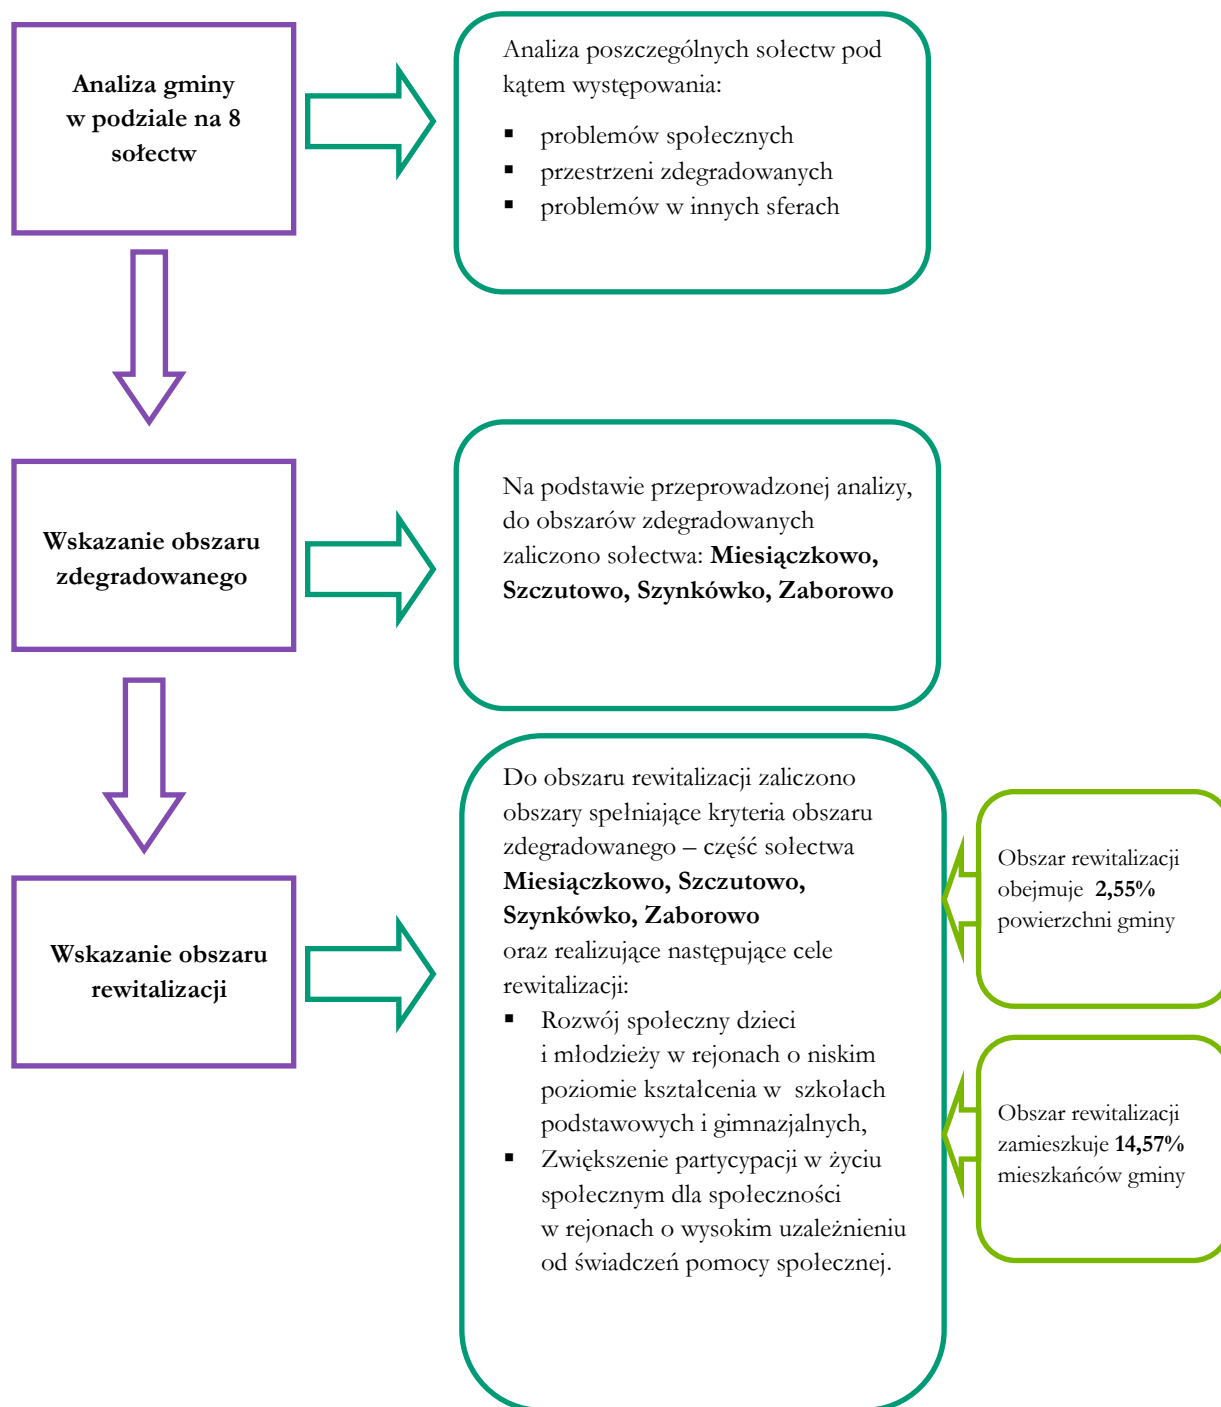 Analiza gminy
w podziale na 8
sołectw
Analiza poszczególnych sołectw pod
kątem występowania:
▪ problemów społecznych
▪ przestrzeni zdegradowanych
▪ problemów w innych sferach
Wskazanie obszaru
zdegradowanego
Na podstawie przeprowadzonej analizy,
do obszarów zdegradowanych
zaliczono sołectwa: Miesiączkowo,
Szczutowo, Szynkówko, Zaborowo
Wskazanie obszaru
rewitalizacji
Do obszaru rewitalizacji zaliczono
obszary spełniające kryteria obszaru
zdegradowanego – część sołectwa
Miesiączkowo, Szczutowo,
Szynkówko, Zaborowo
oraz realizujące następujące cele
rewitalizacji:
▪ Rozwój społeczny dzieci
i młodzieży w rejonach o niskim
poziomie kształcenia w szkołach
podstawowych i gimnazjalnych,
▪ Zwiększenie partycypacji w życiu
społecznym dla społeczności
w rejonach o wysokim uzależnieniu
od świadczeń pomocy społecznej.
Obszar rewitalizacji
obejmuje 2,55%
powierzchni gminy
Obszar rewitalizacji
zamieszkuje 14,57%
mieszkańców gminy